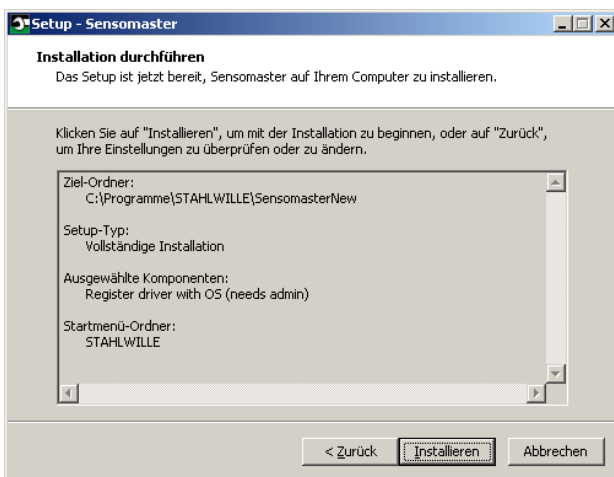 Setup - Sensomaster
Installation durchführen
Das Setup ist jetzt bereit, Sensomaster auf Ihrem Computer zu installieren.
Klicken Sie auf "Installieren", um mit der Installation zu beginnen, oder auf "Zurück",
um Ihre Einstellungen zu überprüfen oder zu ändern.
Ziel-Ordner:
C:\Programme\STAHLWILLE\SensomasterNew
Setup-Typ:
Vollständige Installation
Ausgewählte Komponenten:
Register driver with OS (needs admin)
Startmenü-Ordner:
STAHLWILLE
< Zurück Installieren Abbrechen